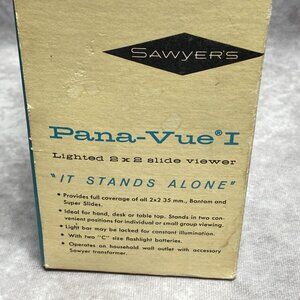 SAWYER'S
Pana-Vue® I
Lighted 2 x 2 slide viewer
"IT STANDS ALONE"
• Provides full coverage of all 2x2 35 mm., Bantam and
Super Slides.
• Ideal for hand, desk or table top. Stands in two con-
venient positions for individual or small group viewing.
• Light bar may be locked for constant illumination.
• With two "C" size flashlight batteries.
• Operates on household wall outlet with accessory
Sawyer transformer.